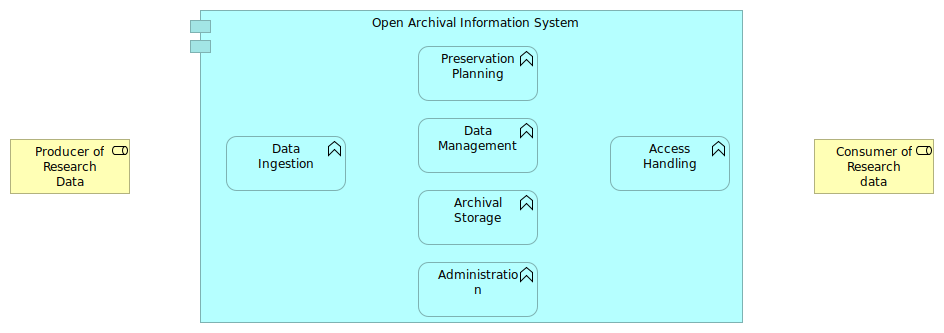 Open Archival Information System
Preservation
Planning
Data
Management
Data
Ingestion
Access
Handling
Producer of
Research
Data
Consumer of
Research
data
Archival
Storage
Administratio
n